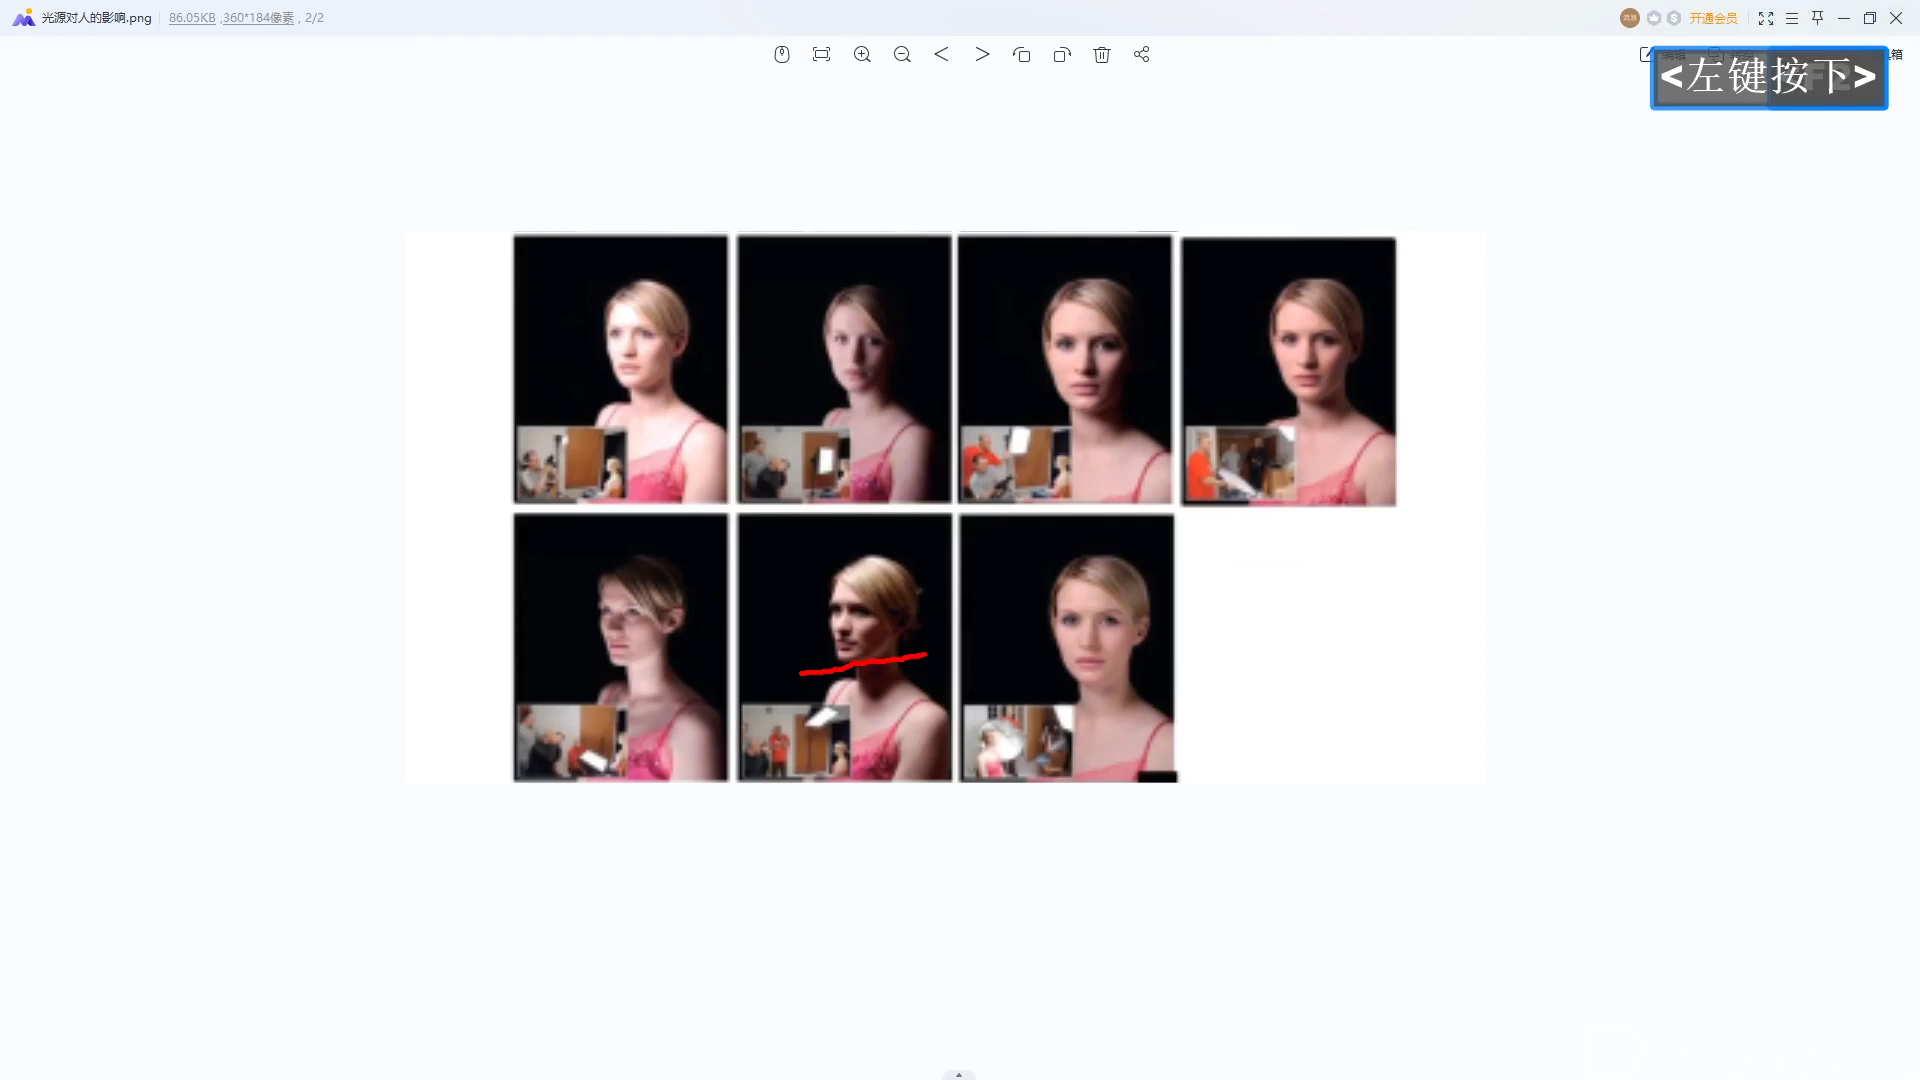 光源对人的影响.png 86.05KB ,360*184像素 , 2/2 开通会员
<左键按下>
箱